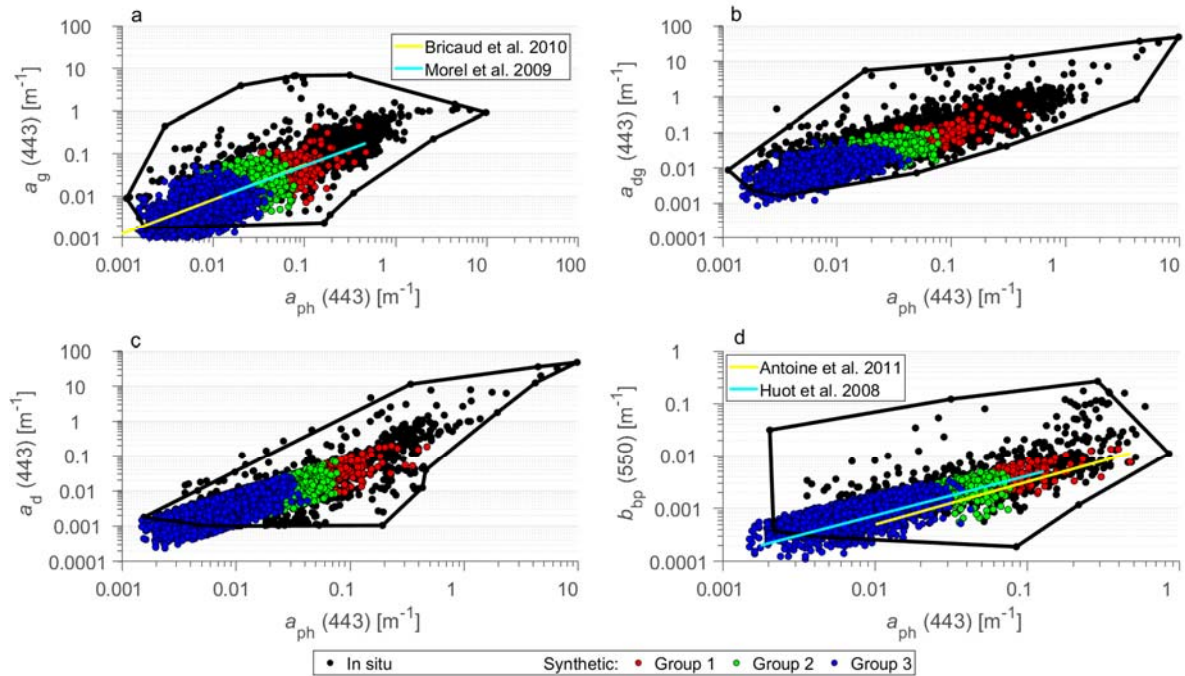 a
100
10
1
0.1
0.01
0.001
a_g (443) [m⁻¹]
Bricaud et al. 2010
Morel et al. 2009
0.001 0.01 0.1 1 10 100
a_ph (443) [m⁻¹]
b
100
10
1
0.1
0.01
0.001
0.0001
a_dg (443) [m⁻¹]
0.001 0.01 0.1 1 10
a_ph (443) [m⁻¹]
c
100
10
1
0.1
0.01
0.001
0.0001
a_d (443) [m⁻¹]
0.001 0.01 0.1 1 10
a_ph (443) [m⁻¹]
d
1
0.1
0.01
0.001
0.0001
b_bp (550) [m⁻¹]
Antoine et al. 2011
Huot et al. 2008
0.001 0.01 0.1 1
a_ph (443) [m⁻¹]
In situ Synthetic: Group 1 Group 2 Group 3